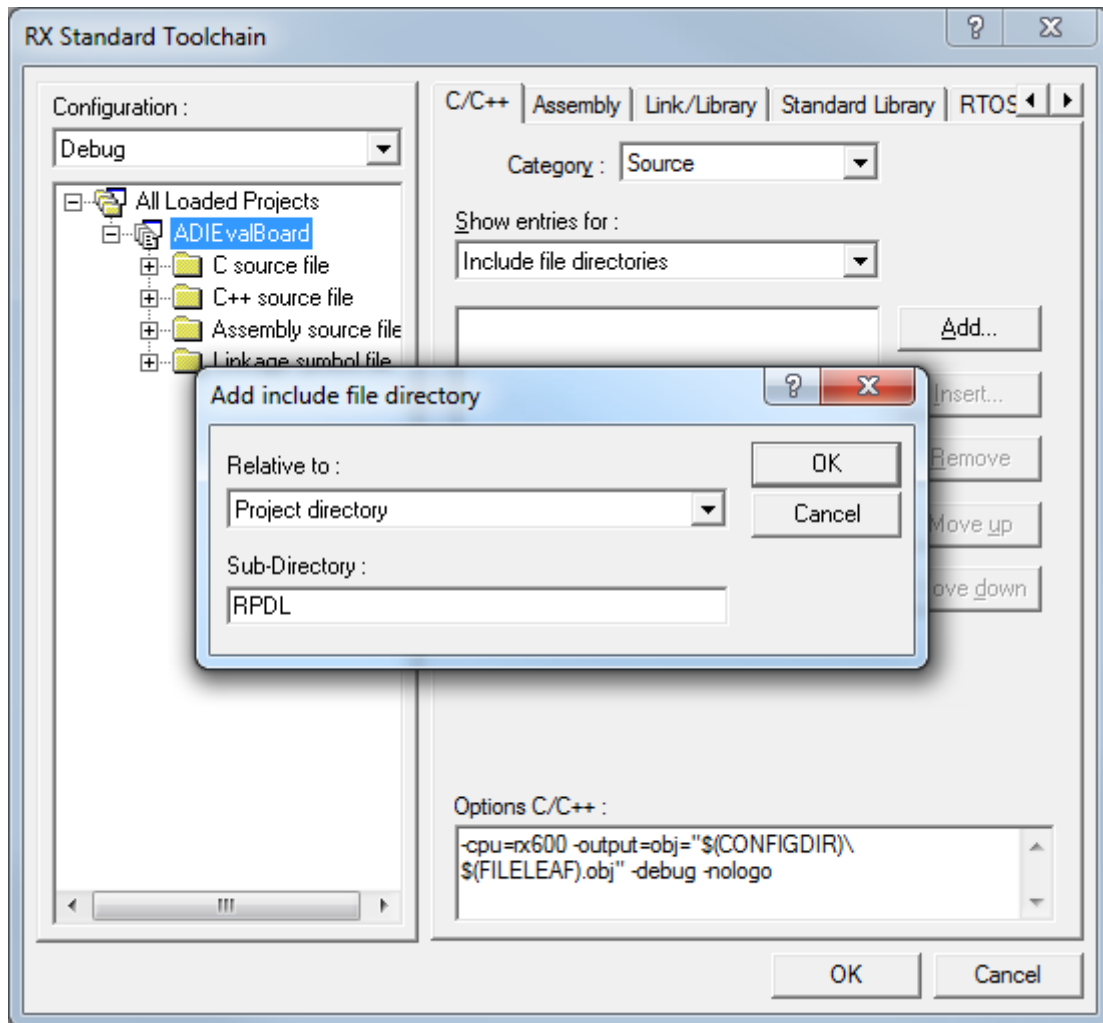 RX Standard Toolchain
Configuration :
Debug
All Loaded Projects
ADIEvalBoard
C source file
C++ source file
Assembly source file
Linkage symbol file
C/C++
Assembly
Link/Library
Standard Library
RTOS
Category :
Source
Show entries for :
Include file directories
Add...
Insert...
Remove
Move up
ove down
Add include file directory
Relative to :
Project directory
Sub-Directory :
RPDL
OK
Cancel
Options C/C++ :
-cpu=rx600 -output=obj="$(CONFIGDIR)\
$(FILELEAF).obj" -debug -nologo
OK
Cancel